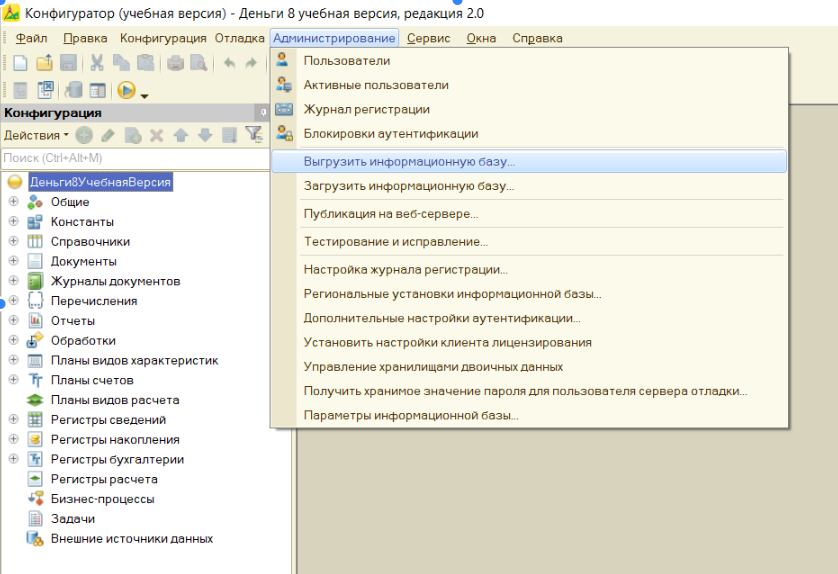 Конфигуратор (учебная версия) - Деньги 8 учебная версия, редакция 2.0
Файл Правка Конфигурация Отладка Администрирование Сервис Окна Справка
Конфигурация
Действия
Поиск (Ctrl+Alt+M)
Деньги8УчебнаяВерсия
Общие
Константы
Справочники
Документы
Журналы документов
Перечисления
Отчеты
Обработки
Планы видов характеристик
Планы счетов
Планы видов расчета
Регистры сведений
Регистры накопления
Регистры бухгалтерии
Регистры расчета
Бизнес-процессы
Задачи
Внешние источники данных
Пользователи
Активные пользователи
Журнал регистрации
Блокировки аутентификации
Выгрузить информационную базу...
Загрузить информационную базу...
Публикация на веб-сервере...
Тестирование и исправление...
Настройка журнала регистрации...
Региональные установки информационной базы...
Дополнительные настройки аутентификации...
Установить настройки клиента лицензирования
Управление хранилищами двоичных данных
Получить хранимое значение пароля для пользователя сервера отладки...
Параметры информационной базы...